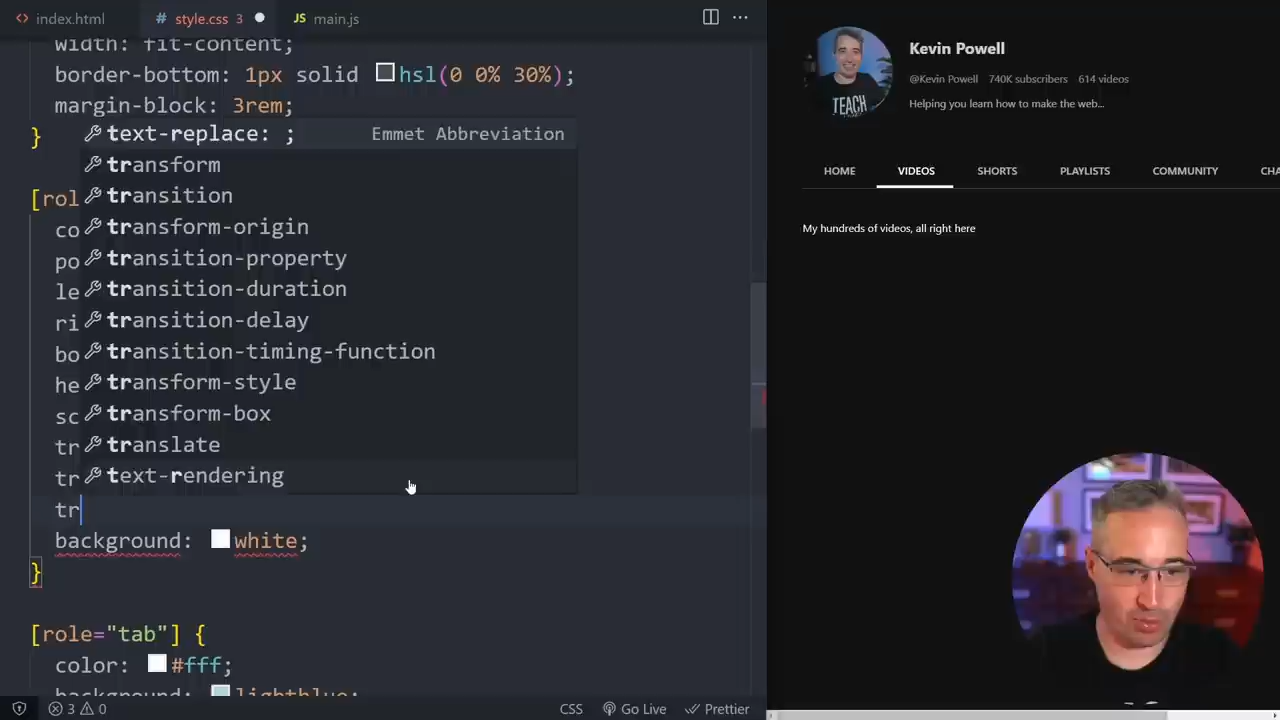 index.html
style.css 3
main.js
width: fit-content;
border-bottom: 1px solid hsl(0 0% 30%);
margin-block: 3rem;
}
text-replace: ; Emmet Abbreviation
transform
transition
[rol
transform-origin
co
transition-property
po
transition-duration
le
transition-delay
ri
transition-timing-function
bo
transform-style
he
transform-box
sc
translate
tr
text-rendering
tr
tr
background: white;
}
[role="tab"] {
color: #fff;
background: lightblue;
3 0 CSS Go Live Prettier
Kevin Powell
@Kevin Powell 740K subscribers 614 videos
Helping you learn how to make the web...
HOME VIDEOS SHORTS PLAYLISTS COMMUNITY CHA
My hundreds of videos, all right here
TEACH